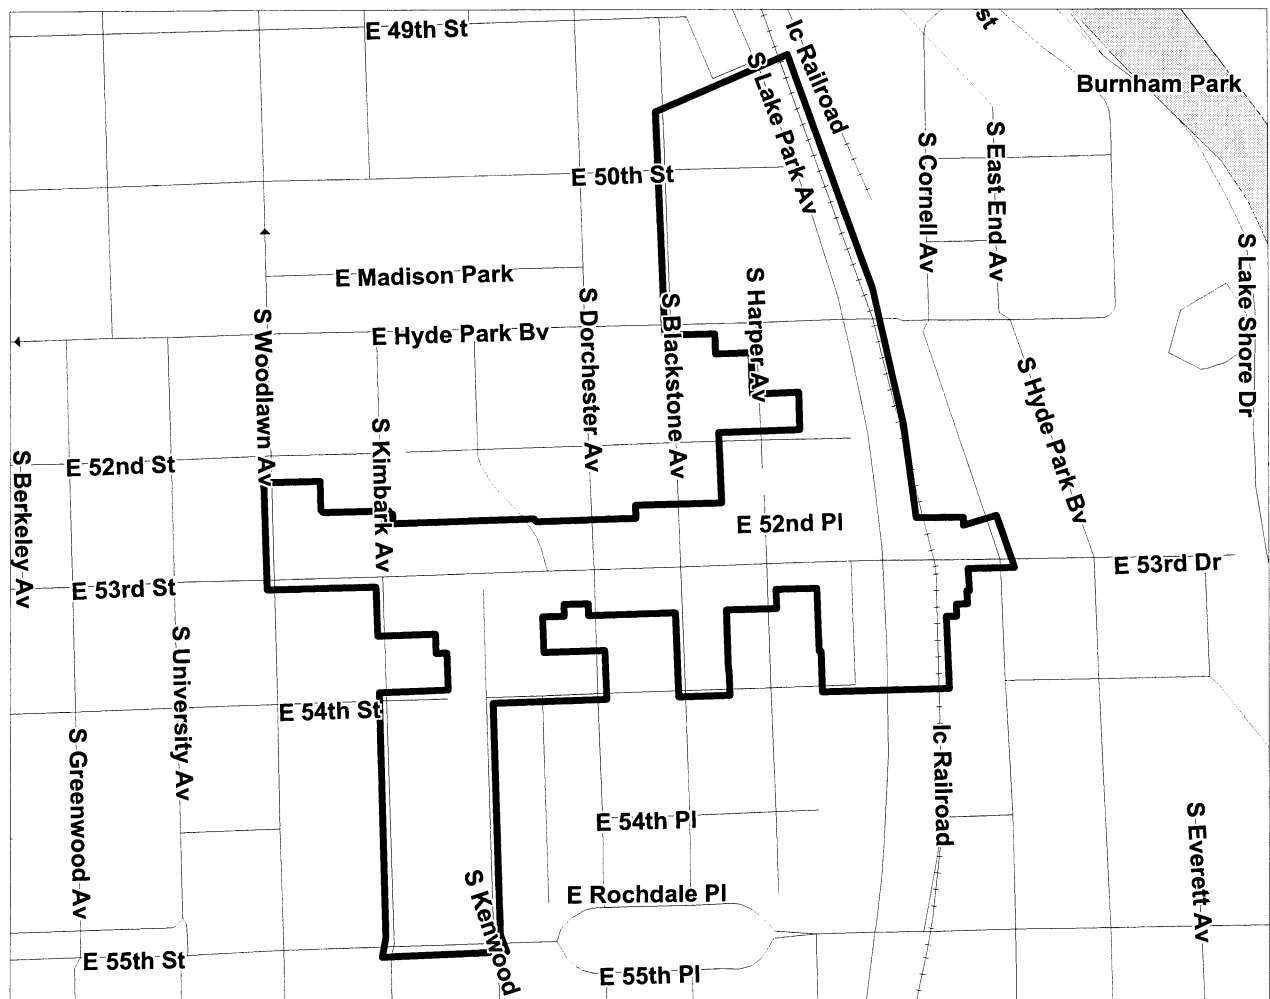 E 49th St
Ic Railroad
st
Burnham Park
S Lake Park Av
S Cornell Av
S East End Av
E 50th St
S Lake Shore Dr
E Madison Park
S Harper Av
S Woodlawn Av
E Hyde Park Bv
S Dorchester Av
S Blackstone Av
S Hyde Park Bv
S Kimbark Av
S Berkeley Av
E 52nd St
E 52nd Pl
E 53rd St
E 53rd Dr
S University Av
E 54th St
S Greenwood Av
Ic Railroad
E 54th Pl
S Everett Av
S Kenwood
E Rochdale Pl
E 55th St
E 55th Pl